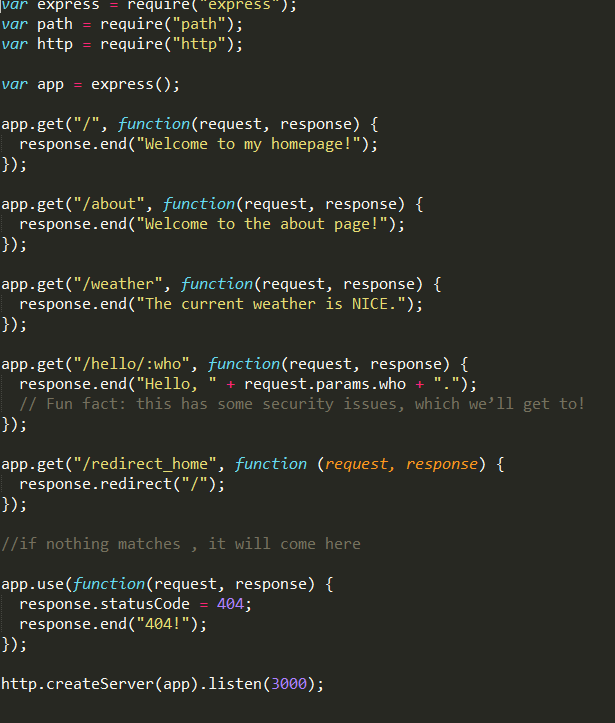 var express = require("express");
var path = require("path");
var http = require("http");
var app = express();
app.get("/", function(request, response) {
response.end("Welcome to my homepage!");
});
app.get("/about", function(request, response) {
response.end("Welcome to the about page!");
});
app.get("/weather", function(request, response) {
response.end("The current weather is NICE.");
});
app.get("/hello/:who", function(request, response) {
response.end("Hello, " + request.params.who + ".");
// Fun fact: this has some security issues, which we’ll get to!
});
app.get("/redirect_home", function (request, response) {
response.redirect("/");
});
//if nothing matches , it will come here
app.use(function(request, response) {
response.statusCode = 404;
response.end("404!");
});
http.createServer(app).listen(3000);